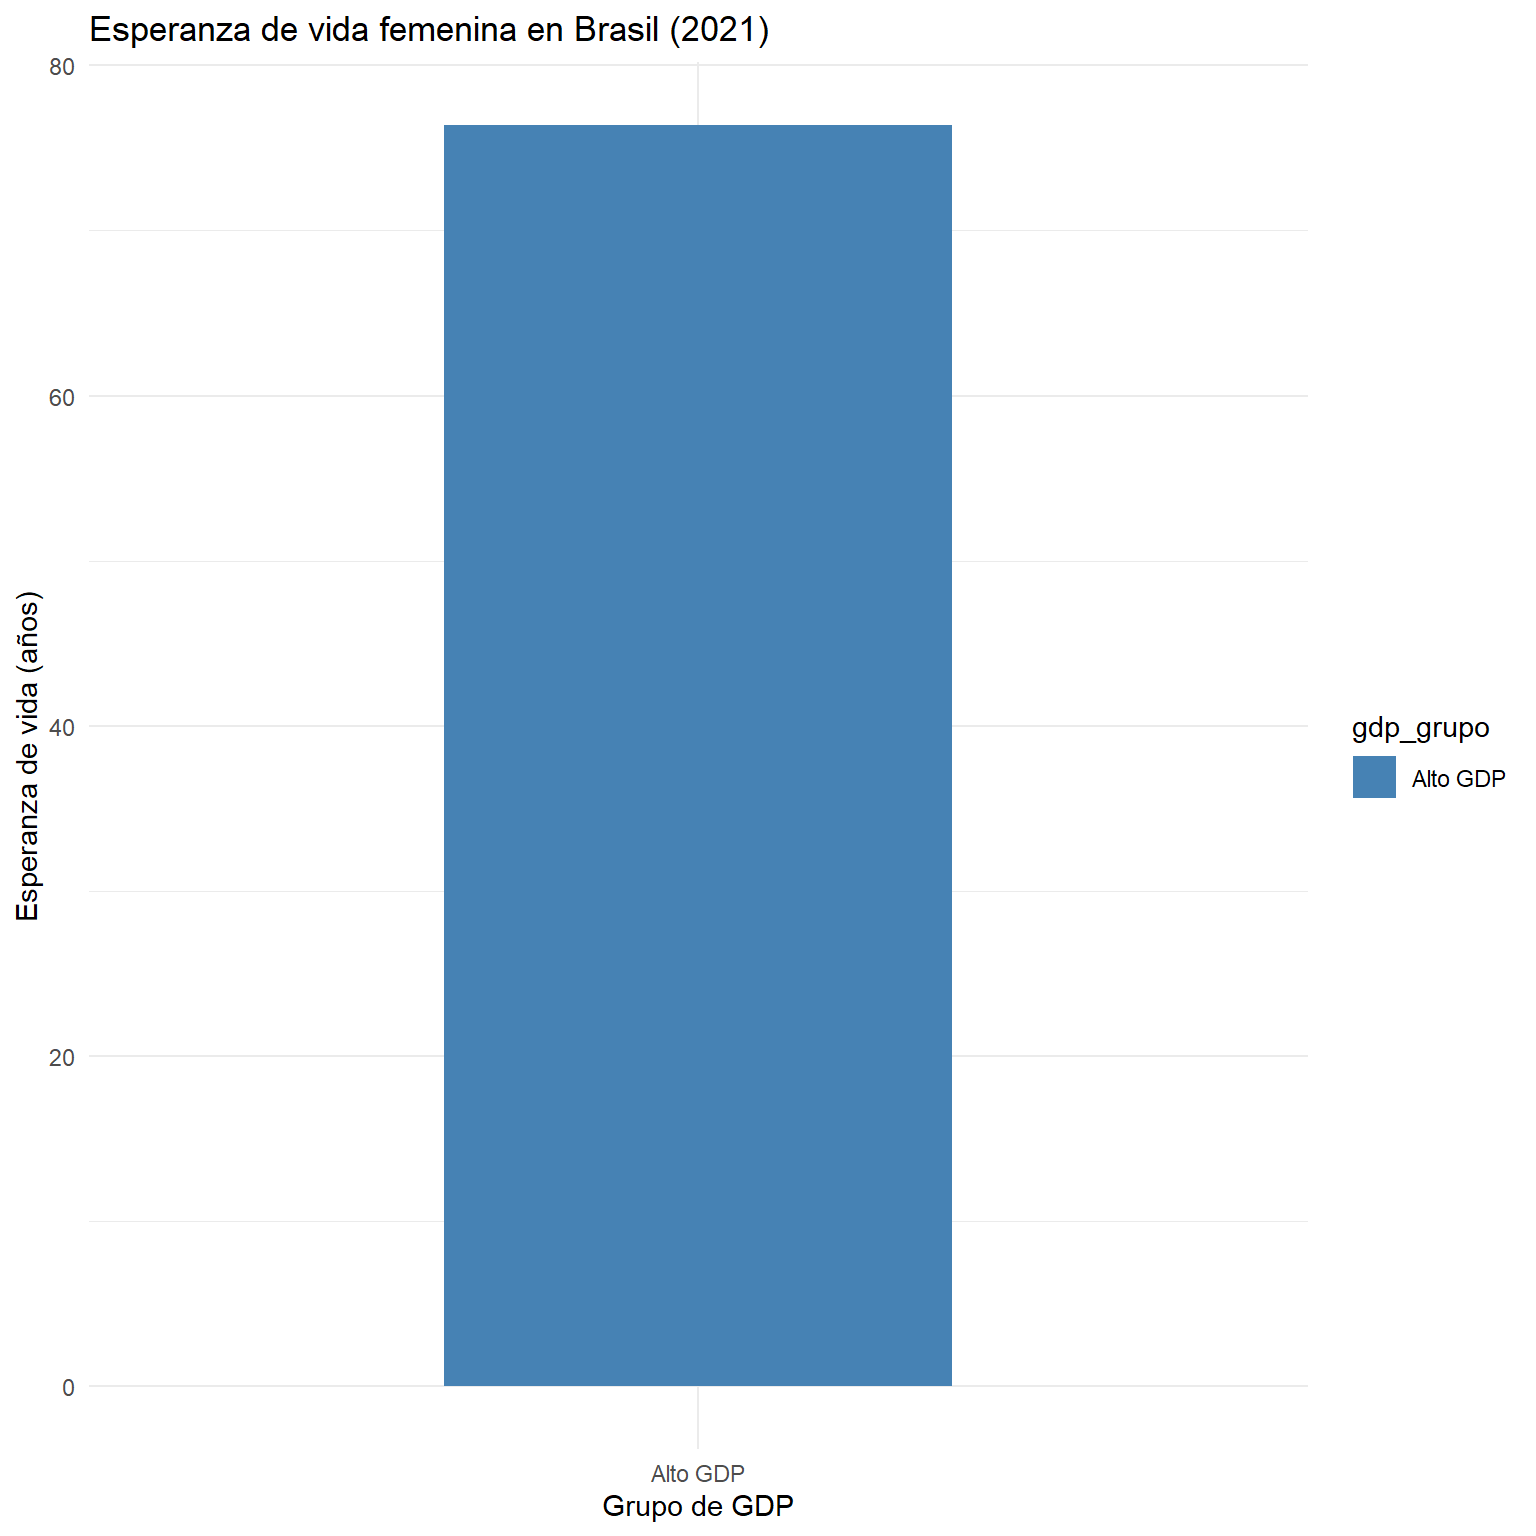 Esperanza de vida femenina en Brasil (2021)
Esperanza de vida (años)
80
60
40
20
0
Alto GDP
Grupo de GDP
gdp_grupo
Alto GDP